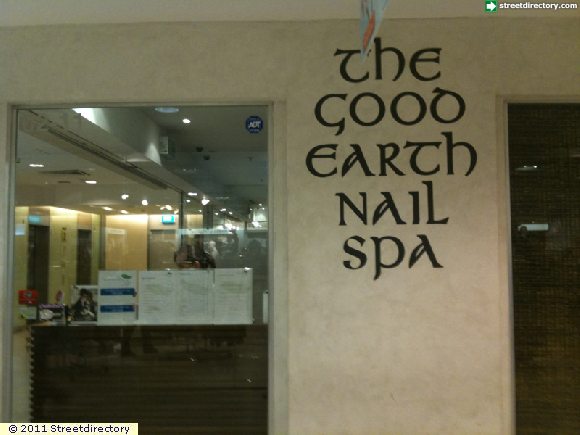 streetdirectory.com
THE
GOOD
EARTH
NAIL
SPA
ADT
© 2011 Streetdirectory